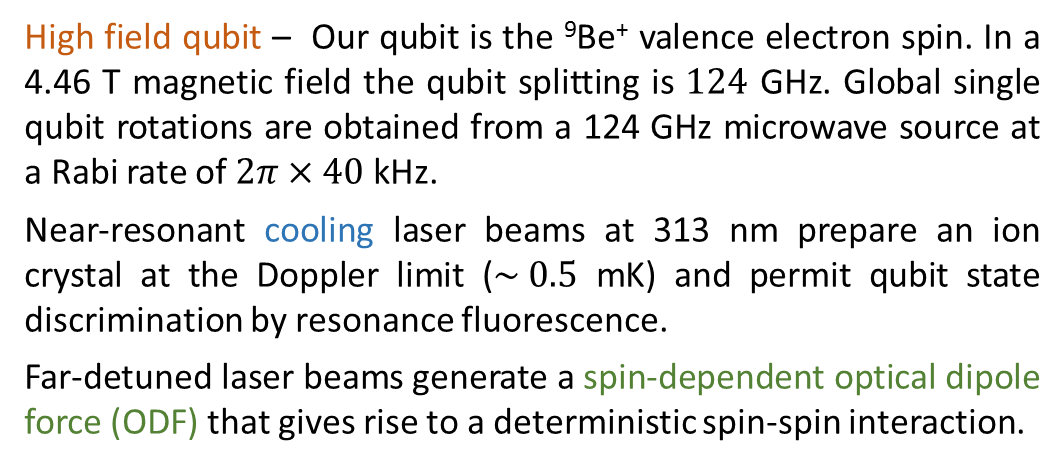 High field qubit – Our qubit is the ⁹Be⁺ valence electron spin. In a
4.46 T magnetic field the qubit splitting is 124 GHz. Global single
qubit rotations are obtained from a 124 GHz microwave source at
a Rabi rate of 2π × 40 kHz.
Near-resonant cooling laser beams at 313 nm prepare an ion
crystal at the Doppler limit (~ 0.5 mK) and permit qubit state
discrimination by resonance fluorescence.
Far-detuned laser beams generate a spin-dependent optical dipole
force (ODF) that gives rise to a deterministic spin-spin interaction.